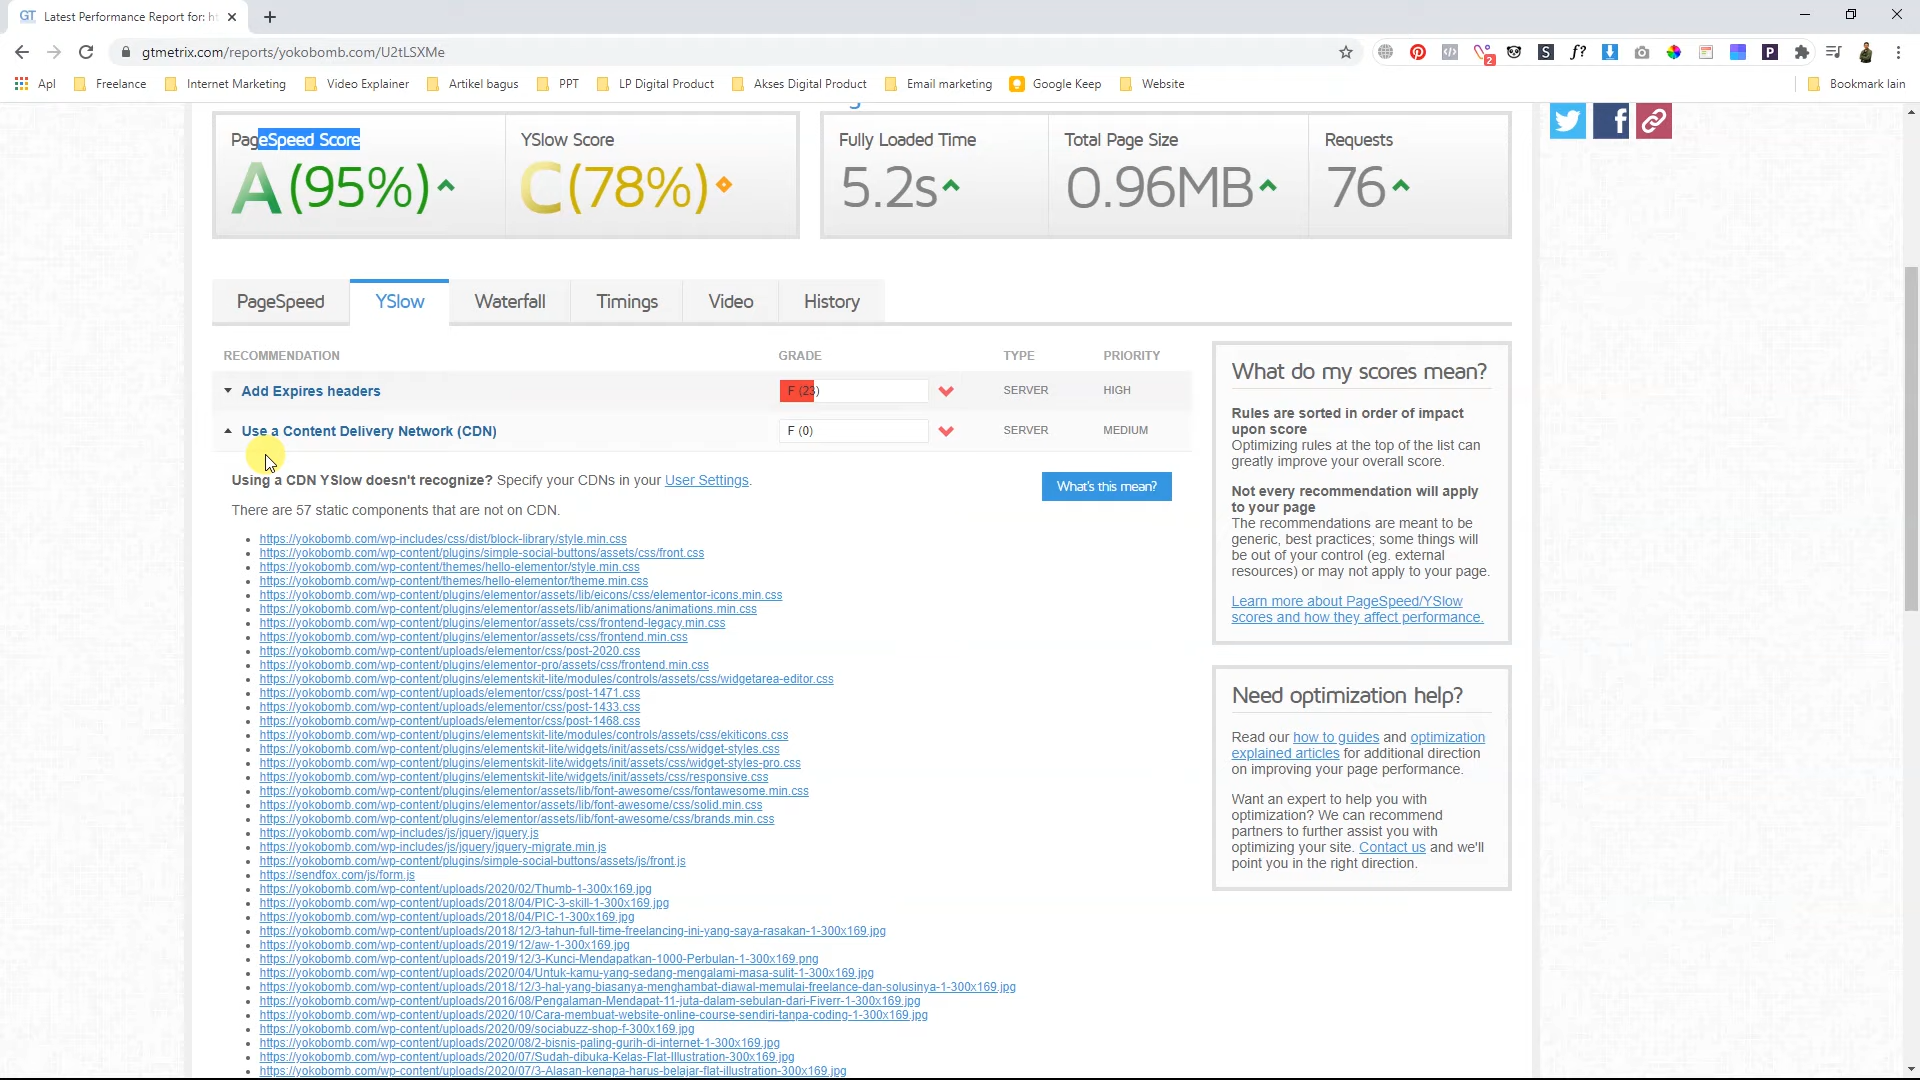 Latest Performance Report for: ht
gtmetrix.com/reports/yokobomb.com/U2tLSXMe
2
Apl
Freelance
Internet Marketing
Video Explainer
Artikel bagus
PPT
LP Digital Product
Akses Digital Product
Email marketing
Google Keep
Website
Bookmark lain
PageSpeed Score
A(95%)
YSlow Score
C(78%)
Fully Loaded Time
5.2s
Total Page Size
0.96MB
Requests
76
PageSpeed
YSlow
Waterfall
Timings
Video
History
RECOMMENDATION GRADE TYPE PRIORITY
Add Expires headers F (23) SERVER HIGH
Use a Content Delivery Network (CDN) F (0) SERVER MEDIUM
Using a CDN YSlow doesn't recognize? Specify your CDNs in your User Settings.
What's this mean?
There are 57 static components that are not on CDN.
https://yokobomb.com/wp-includes/css/dist/block-library/style.min.css
https://yokobomb.com/wp-content/plugins/simple-social-buttons/assets/css/front.css
https://yokobomb.com/wp-content/themes/hello-elementor/style.min.css
https://yokobomb.com/wp-content/themes/hello-elementor/theme.min.css
https://yokobomb.com/wp-content/plugins/elementor/assets/lib/eicons/css/elementor-icons.min.css
https://yokobomb.com/wp-content/plugins/elementor/assets/lib/animations/animations.min.css
https://yokobomb.com/wp-content/plugins/elementor/assets/css/frontend-legacy.min.css
https://yokobomb.com/wp-content/plugins/elementor/assets/css/frontend.min.css
https://yokobomb.com/wp-content/uploads/elementor/css/post-2020.css
https://yokobomb.com/wp-content/plugins/elementor-pro/assets/css/frontend.min.css
https://yokobomb.com/wp-content/plugins/elementskit-lite/modules/controls/assets/css/widgetarea-editor.css
https://yokobomb.com/wp-content/uploads/elementor/css/post-1471.css
https://yokobomb.com/wp-content/uploads/elementor/css/post-1433.css
https://yokobomb.com/wp-content/uploads/elementor/css/post-1468.css
https://yokobomb.com/wp-content/plugins/elementskit-lite/modules/controls/assets/css/ekiticons.css
https://yokobomb.com/wp-content/plugins/elementskit-lite/widgets/init/assets/css/widget-styles.css
https://yokobomb.com/wp-content/plugins/elementskit-lite/widgets/init/assets/css/widget-styles-pro.css
https://yokobomb.com/wp-content/plugins/elementskit-lite/widgets/init/assets/css/responsive.css
https://yokobomb.com/wp-content/plugins/elementor/assets/lib/font-awesome/css/fontawesome.min.css
https://yokobomb.com/wp-content/plugins/elementor/assets/lib/font-awesome/css/solid.min.css
https://yokobomb.com/wp-content/plugins/elementor/assets/lib/font-awesome/css/brands.min.css
https://yokobomb.com/wp-includes/js/jquery/jquery.js
https://yokobomb.com/wp-includes/js/jquery/jquery-migrate.min.js
https://yokobomb.com/wp-content/plugins/simple-social-buttons/assets/js/front.js
https://sendfox.com/js/form.js
https://yokobomb.com/wp-content/uploads/2020/02/Thumb-1-300x169.jpg
https://yokobomb.com/wp-content/uploads/2018/04/PIC-3-skill-1-300x169.jpg
https://yokobomb.com/wp-content/uploads/2018/04/PIC-1-300x169.jpg
https://yokobomb.com/wp-content/uploads/2018/12/3-tahun-full-time-freelancing-ini-yang-saya-rasakan-1-300x169.jpg
https://yokobomb.com/wp-content/uploads/2019/12/aw-1-300x169.jpg
https://yokobomb.com/wp-content/uploads/2019/12/3-Kunci-Mendapatkan-1000-Perbulan-1-300x169.png
https://yokobomb.com/wp-content/uploads/2020/04/Untuk-kamu-yang-sedang-mengalami-masa-sulit-1-300x169.jpg
https://yokobomb.com/wp-content/uploads/2018/12/3-hal-yang-biasanya-menghambat-diawal-memulai-freelance-dan-solusinya-1-300x169.jpg
https://yokobomb.com/wp-content/uploads/2016/08/Pengalaman-Mendapat-11-juta-dalam-sebulan-dari-Fiverr-1-300x169.jpg
https://yokobomb.com/wp-content/uploads/2020/10/Cara-membuat-website-online-course-sendiri-tanpa-coding-1-300x169.jpg
https://yokobomb.com/wp-content/uploads/2020/09/sociabuzz-shop-f-300x169.jpg
https://yokobomb.com/wp-content/uploads/2020/08/2-bisnis-paling-gurih-di-internet-1-300x169.jpg
https://yokobomb.com/wp-content/uploads/2020/07/Sudah-dibuka-Kelas-Flat-Illustration-300x169.jpg
https://yokobomb.com/wp-content/uploads/2020/07/3-Alasan-kenapa-harus-belajar-flat-illustration-300x169.jpg
What do my scores mean?
Rules are sorted in order of impact
upon score
Optimizing rules at the top of the list can
greatly improve your overall score.
Not every recommendation will apply
to your page
The recommendations are meant to be
generic, best practices; some things will
be out of your control (eg. external
resources) or may not apply to your page.
Learn more about PageSpeed/YSlow
scores and how they affect performance.
Need optimization help?
Read our how to guides and optimization
explained articles for additional direction
on improving your page performance.
Want an expert to help you with
optimization? We can recommend
partners to further assist you with
optimizing your site. Contact us and we'll
point you in the right direction.